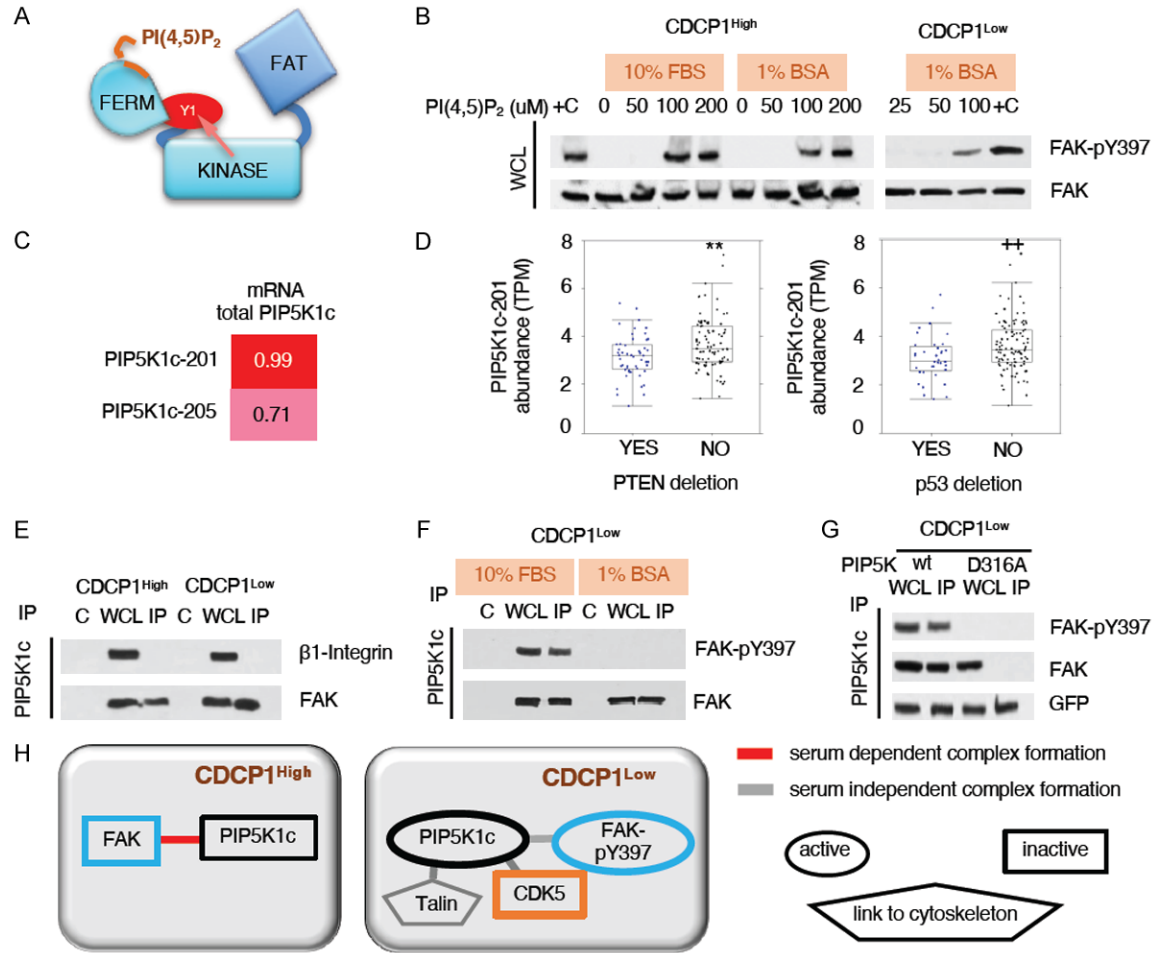 A
PI(4,5)P2
FERM
Y1
FAT
KINASE
B
CDCP1High
CDCP1Low
10% FBS
1% BSA
1% BSA
PI(4,5)P2 (uM) +C 0 50 100 200 0 50 100 200 25 50 100 +C
WCL
FAK-pY397
FAK
C
mRNA
total PIP5K1c
PIP5K1c-201
0.99
PIP5K1c-205
0.71
D
PIP5K1c-201
abundance (TPM)
8
6
4
2
0
**
YES
NO
PTEN deletion
PIP5K1c-201
abundance (TPM)
8
6
4
2
0
++
YES
NO
p53 deletion
E
CDCP1High
CDCP1Low
IP
C WCL IP C WCL IP
PIP5K1c
β1-Integrin
FAK
F
CDCP1Low
10% FBS
1% BSA
IP
C WCL IP C WCL IP
PIP5K1c
FAK-pY397
FAK
G
CDCP1Low
PIP5K wt D316A
WCL IP WCL IP
IP
PIP5K1c
FAK-pY397
FAK
GFP
H
CDCP1High
FAK
PIP5K1c
CDCP1Low
PIP5K1c
FAK-
pY397
Talin
CDK5
serum dependent complex formation
serum independent complex formation
active
inactive
link to cytoskeleton